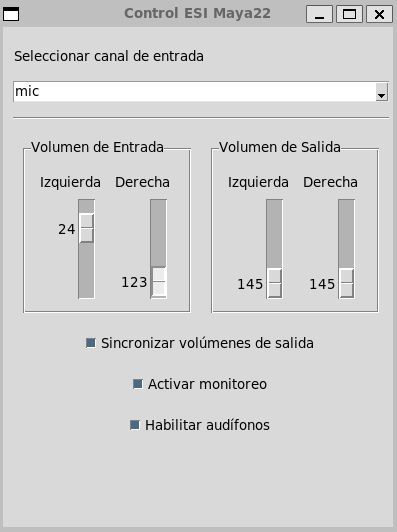 Control ESI Maya22
Seleccionar canal de entrada
mic
Volumen de Entrada
Izquierda Derecha
24
123
Volumen de Salida
Izquierda Derecha
145 145
Sincronizar volúmenes de salida
Activar monitoreo
Habilitar audífonos